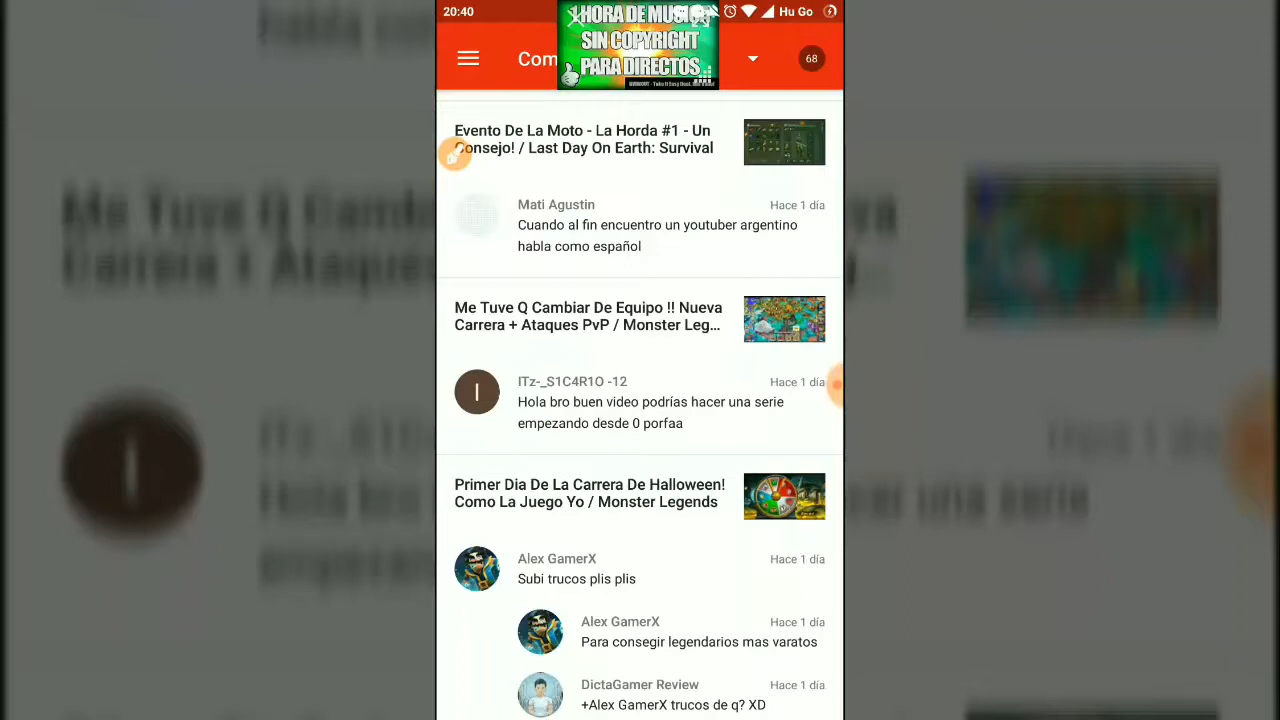 20:40
1 HORA DE MUSI
SIN COPYRIGHT
PARA DIRECTOS
Hu Go
Com
68
Evento De La Moto - La Horda #1 - Un
Consejo! / Last Day On Earth: Survival
Mati Agustin
Hace 1 día
Cuando al fin encuentro un youtuber argentino
habla como español
Me Tuve Q Cambiar De Equipo !! Nueva
Carrera + Ataques PvP / Monster Leg...
I
ITz-_S1C4R1O -12
Hace 1 día
Hola bro buen video podrías hacer una serie
empezando desde 0 porfaa
Primer Dia De La Carrera De Halloween!
Como La Juego Yo / Monster Legends
Alex GamerX
Hace 1 día
Subi trucos plis plis
Alex GamerX
Hace 1 día
Para consegir legendarios mas varatos
DictaGamer Review
Hace 1 día
+Alex GamerX trucos de q? XD